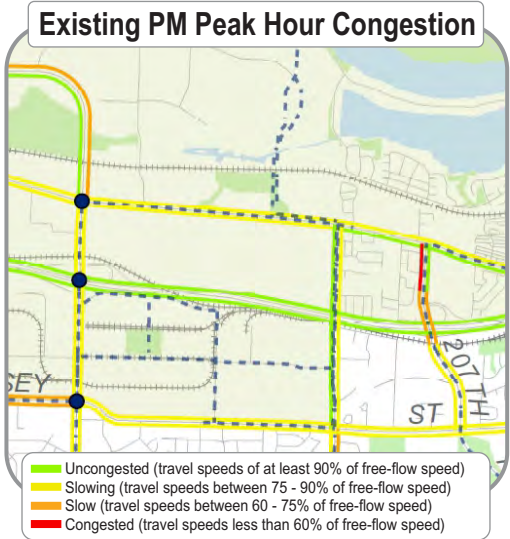 Existing PM Peak Hour Congestion
207TH
SEY
ST
Uncongested (travel speeds of at least 90% of free-flow speed)
Slowing (travel speeds between 75 - 90% of free-flow speed)
Slow (travel speeds between 60 - 75% of free-flow speed)
Congested (travel speeds less than 60% of free-flow speed)